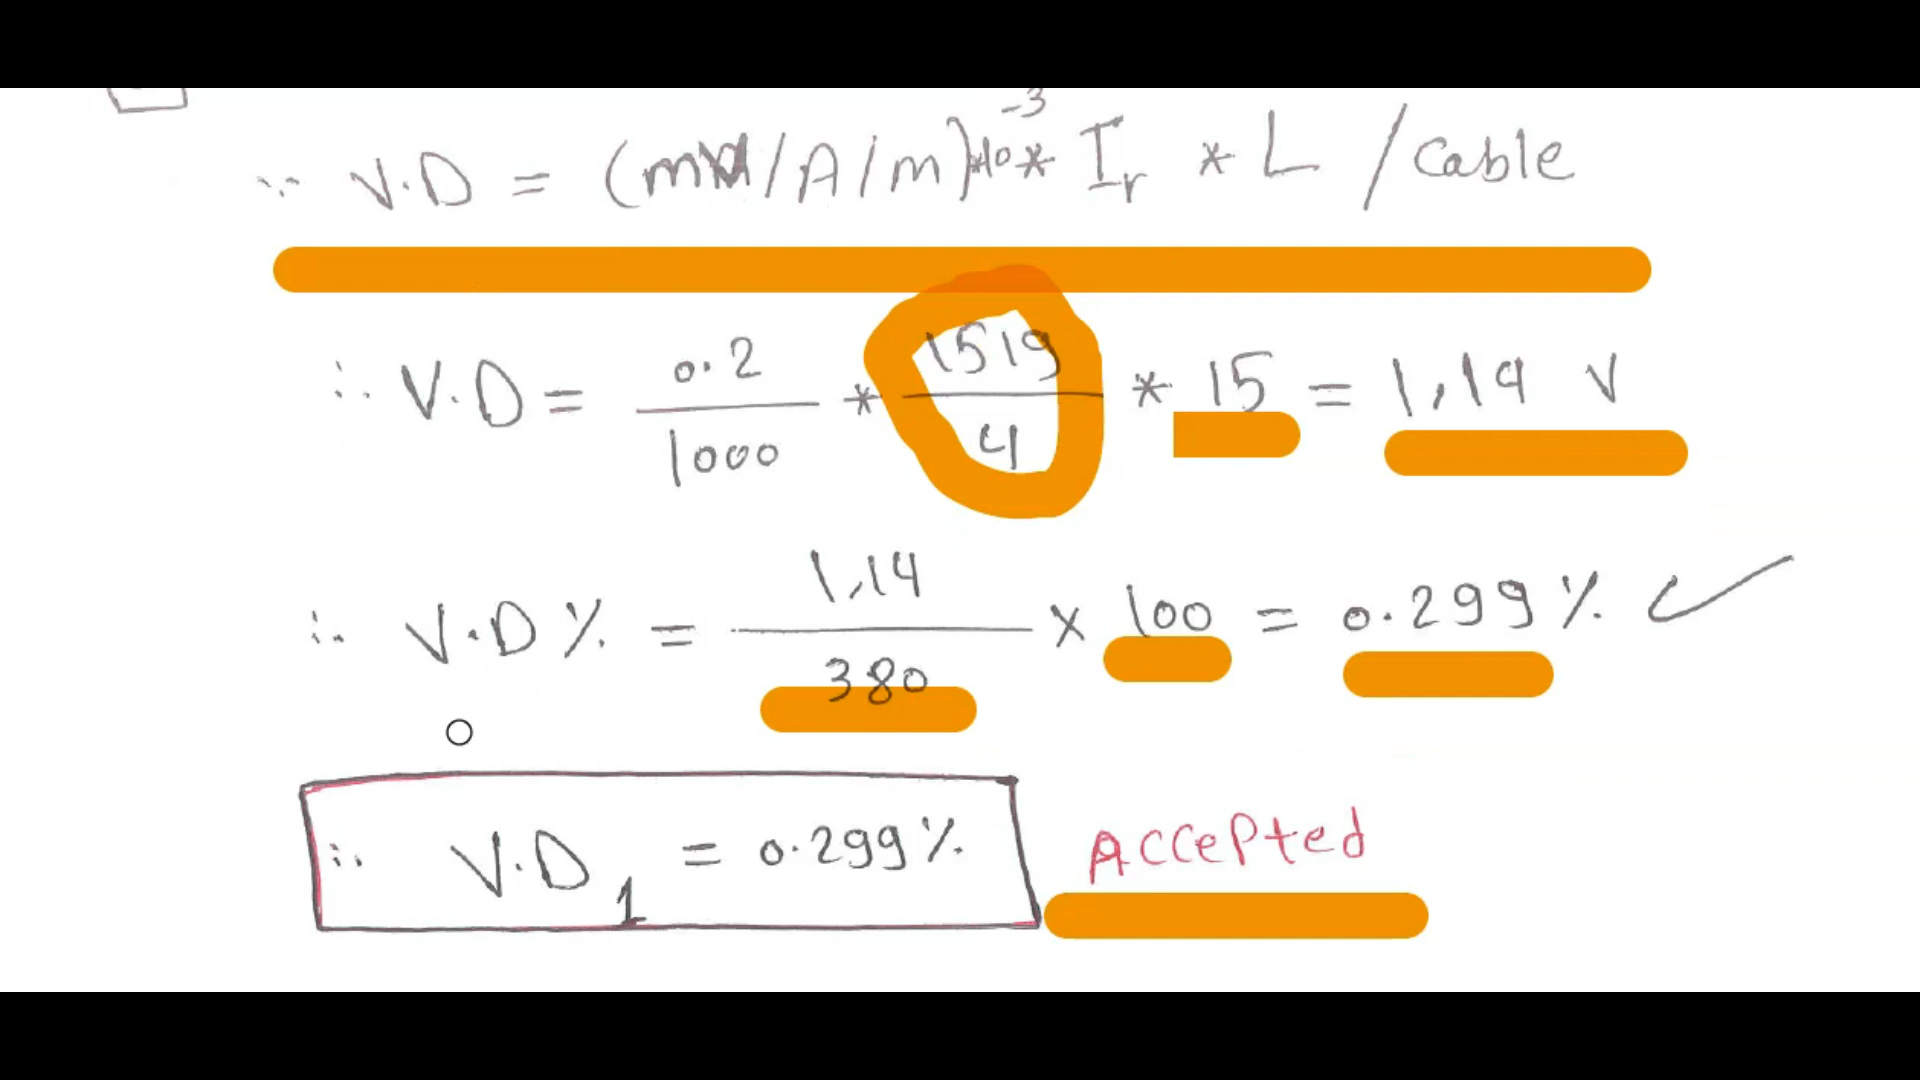 ∵ V.D = (mV/A/m)*10^-3 * Ir * L / Cable
∴ V.D = 0.2/1000 * 1519/4 * 15 = 1,14 V
∴ V.D % = 1,14/380 × 100 = 0.299 % ✓
∴ V.D1 = 0.299 % Accepted